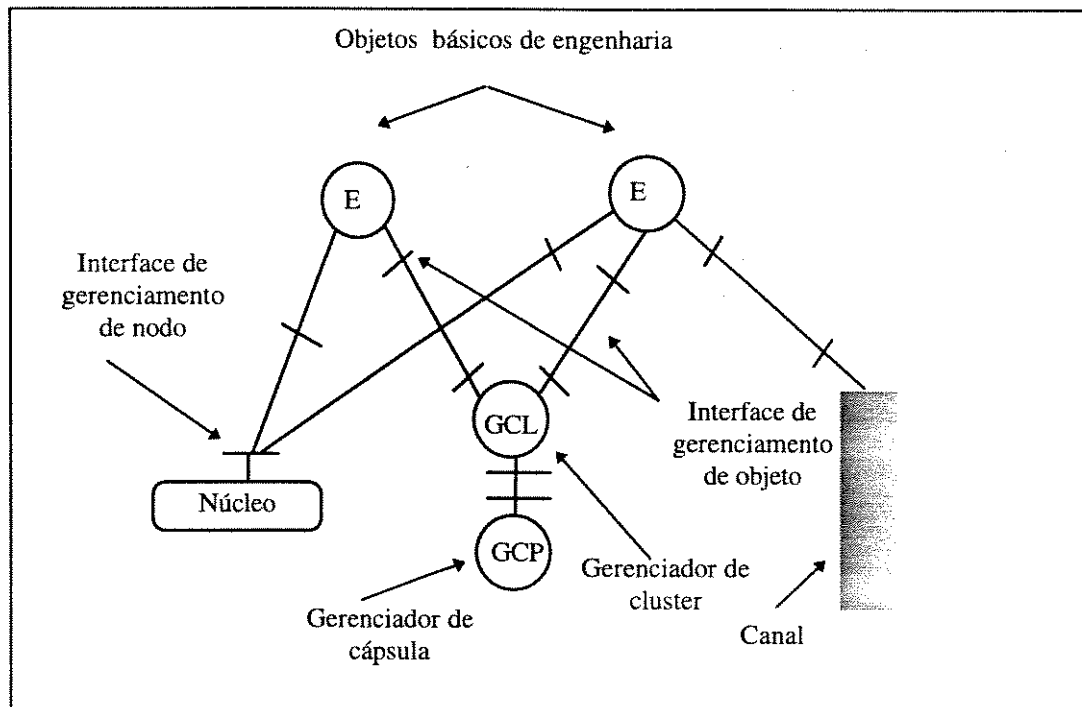 Objetos básicos de engenharia
E
E
Interface de
gerenciamento
de nodo
GCL
Interface de
gerenciamento
de objeto
Núcleo
GCP
Gerenciador de
cluster
Gerenciador de
cápsula
Canal